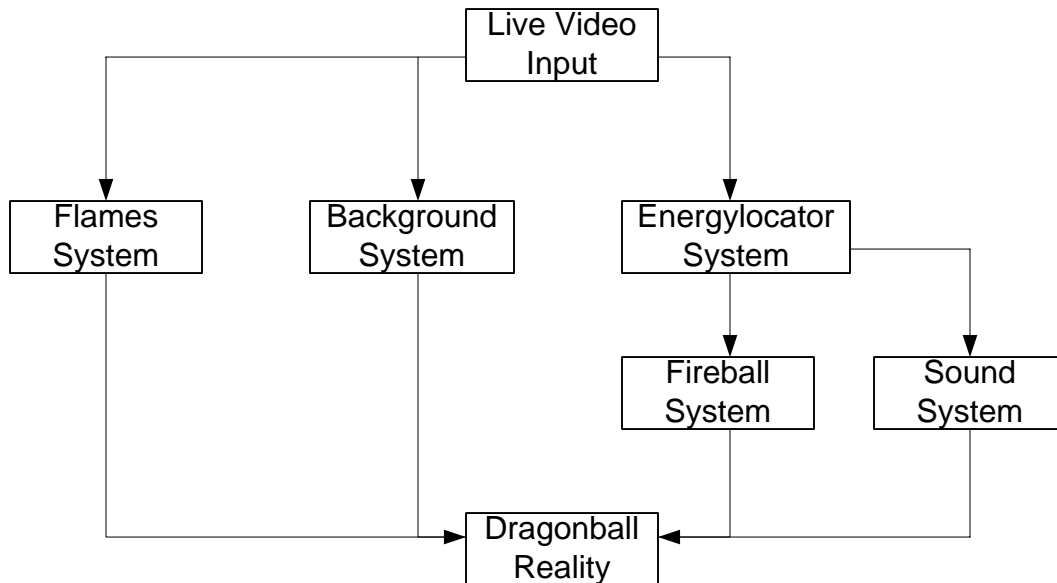 Live Video
Input
Flames
System
Background
System
Energylocator
System
Fireball
System
Sound
System
Dragonball
Reality